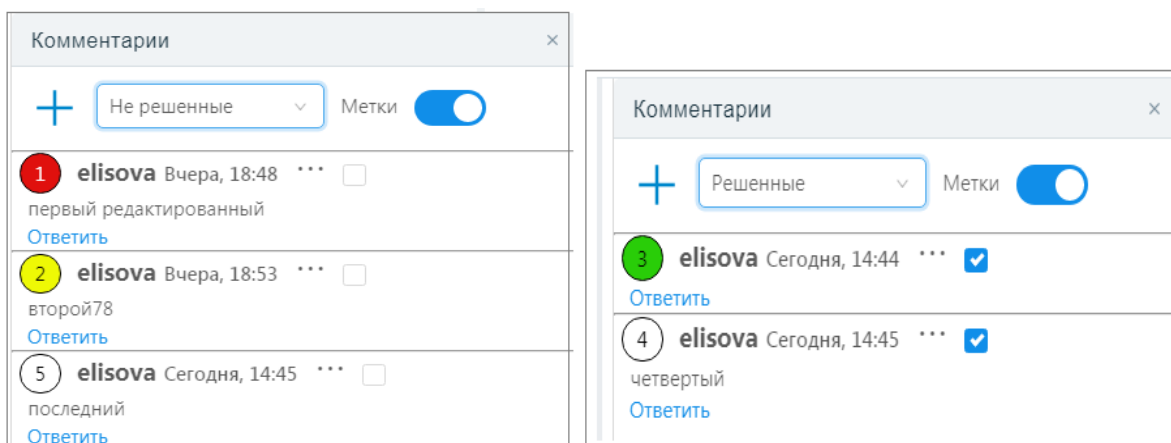 Комментарии ×
Не решенные Метки
1 elisova Вчера, 18:48 ...
первый редактированный
Ответить
2 elisova Вчера, 18:53 ...
второй78
Ответить
5 elisova Сегодня, 14:45 ...
последний
Ответить
Комментарии ×
Решенные Метки
3 elisova Сегодня, 14:44 ...
Ответить
4 elisova Сегодня, 14:45 ...
четвертый
Ответить